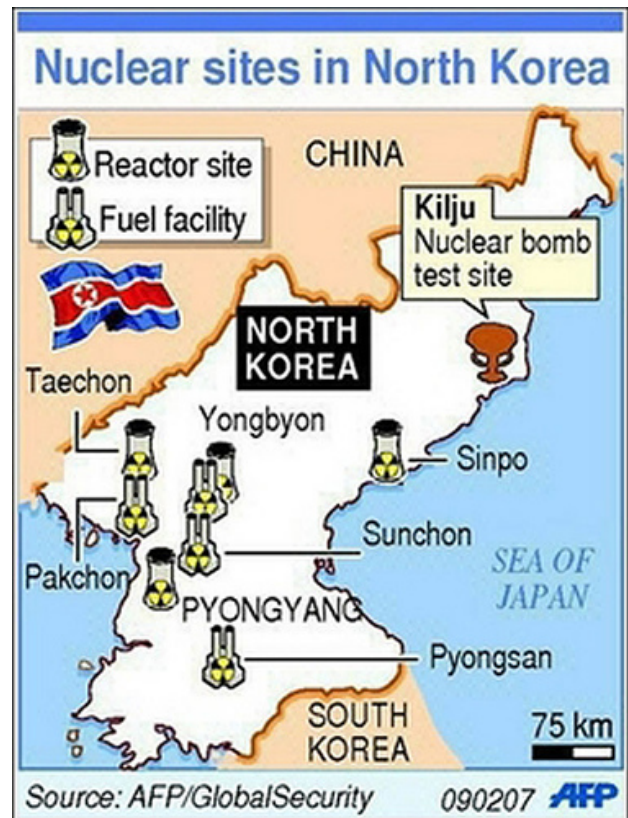 Nuclear sites in North Korea
Reactor site
Fuel facility
CHINA
Kilju
Nuclear bomb
test site
NORTH
KOREA
Taechon
Yongbyon
Sinpo
Sunchon
Pakchon
SEA OF
JAPAN
PYONGYANG
Pyongsan
SOUTH
KOREA
75 km
Source: AFP/GlobalSecurity
090207 AFP